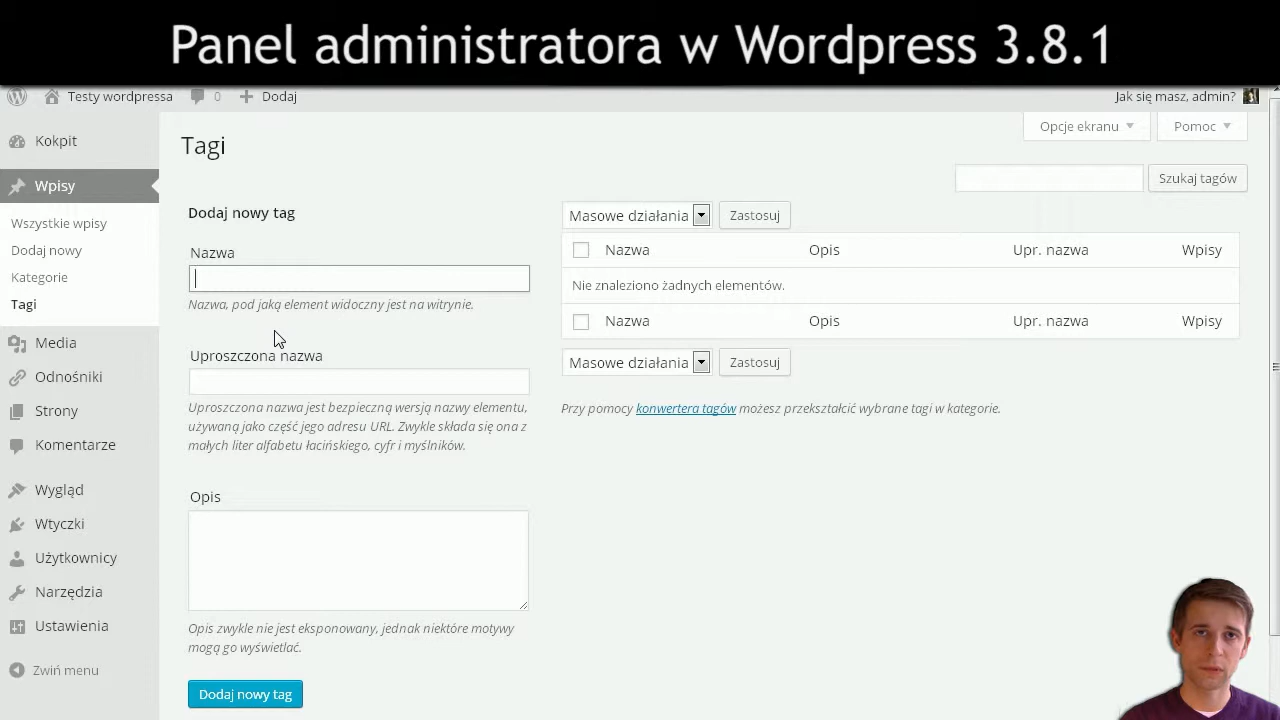 Panel administratora w Wordpress 3.8.1
Testy wordpressa
0
Dodaj
Jak się masz, admin?
Kokpit
Wpisy
Wszystkie wpisy
Dodaj nowy
Kategorie
Tagi
Media
Odnośniki
Strony
Komentarze
Wygląd
Wtyczki
Użytkownicy
Narzędzia
Ustawienia
Zwiń menu
Opcje ekranu
Pomoc
Tagi
Szukaj tagów
Dodaj nowy tag
Nazwa
Nazwa, pod jaką element widoczny jest na witrynie.
Uproszczona nazwa
Uproszczona nazwa jest bezpieczną wersją nazwy elementu,
używaną jako część jego adresu URL. Zwykle składa się ona z
małych liter alfabetu łacińskiego, cyfr i myślników.
Opis
Opis zwykle nie jest eksponowany, jednak niektóre motywy
mogą go wyświetlać.
Dodaj nowy tag
Masowe działania
Zastosuj
Nazwa Opis Upr. nazwa Wpisy
Nie znaleziono żadnych elementów.
Nazwa Opis Upr. nazwa Wpisy
Masowe działania
Zastosuj
Przy pomocy konwertera tagów możesz przekształcić wybrane tagi w kategorie.